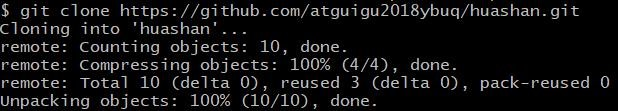 $ git clone https://github.com/atguigu2018ybuq/huashan.git
Cloning into 'huashan'...
remote: Counting objects: 10, done.
remote: Compressing objects: 100% (4/4), done.
remote: Total 10 (delta 0), reused 3 (delta 0), pack-reused 0
Unpacking objects: 100% (10/10), done.